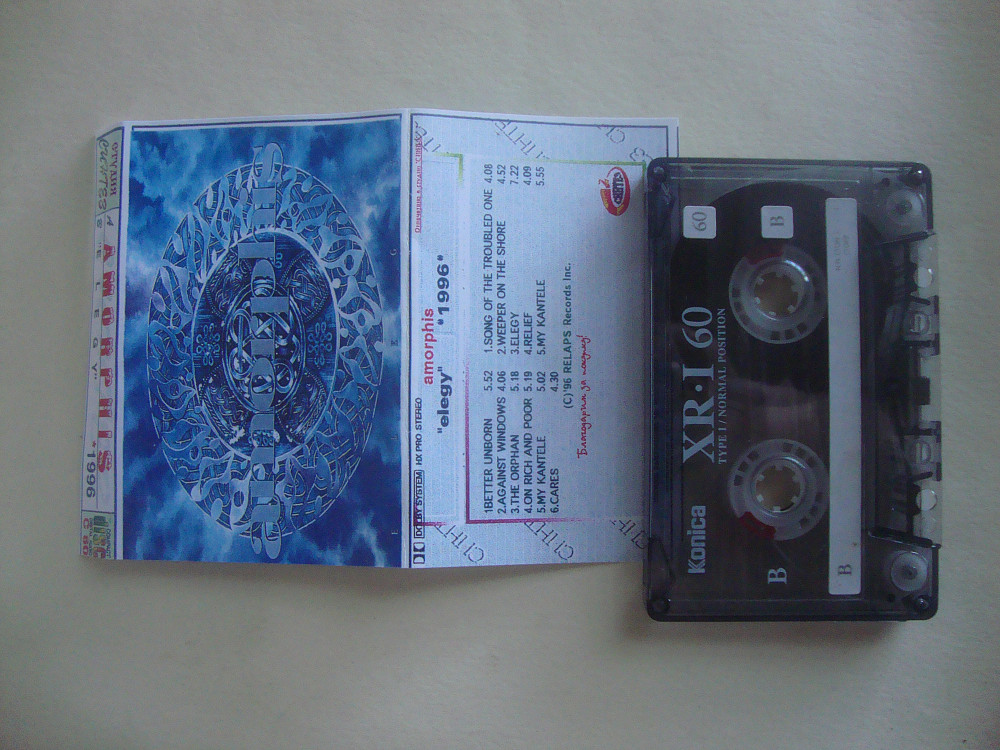 AMORPHIS
"ELEGY"
1996
amorphis
DOLBY SYSTEM HX PRO STEREO
amorphis
"elegy" "1996"
1BETTER UNBORN 5.52
2.AGAINST WINDOWS 4.06
3.THE ORPHAN 5.18
4.ON RICH AND POOR 5.19
5.MY KANTELE 5.02
6.CARES 4.30
1.SONG OF THE TROUBLED ONE 4.08
2.WEEPER ON THE SHORE 4.52
3.ELEGY 7.22
4.RELIEF 4.09
5.MY KANTELE 5.55
(C)'96 RELAPS Records Inc.
Konica
XR·I 60
TYPE I / NORMAL POSITION
B
60
B
B